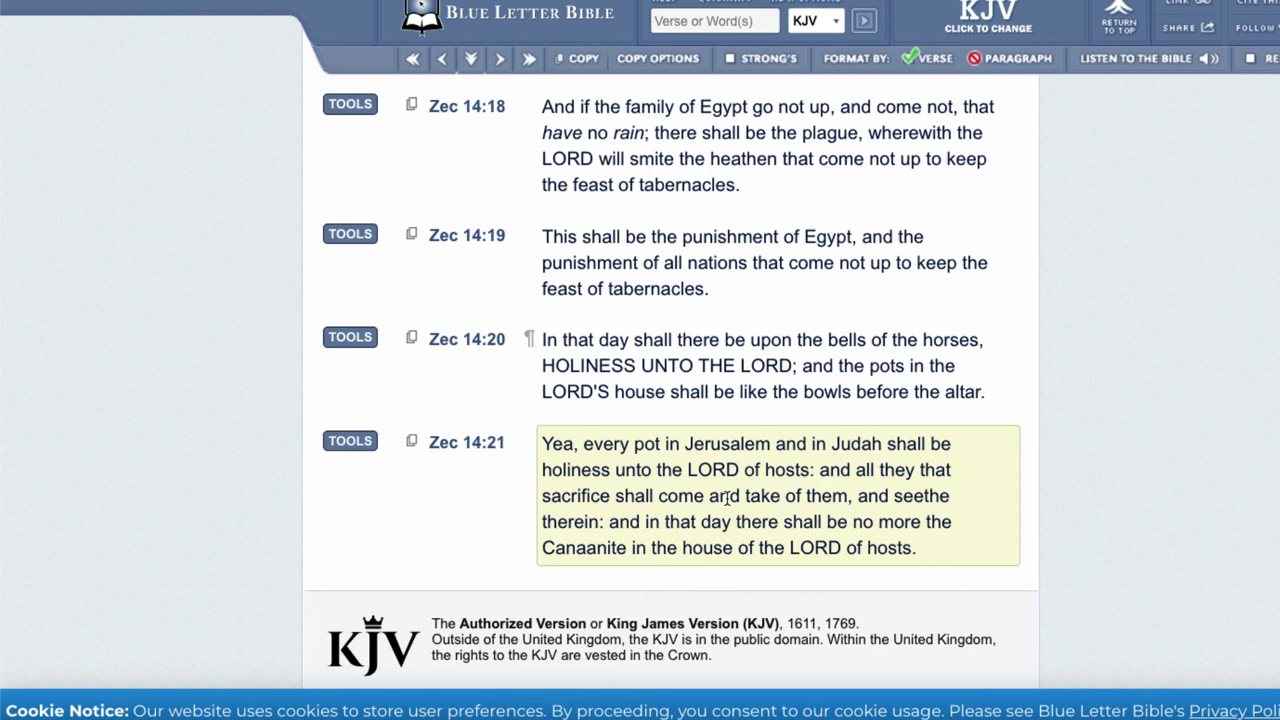 BLUE LETTER BIBLE
Verse or Word(s)
KJV
KJV
CLICK TO CHANGE
RETURN
TO TOP
LINK
SHARE
FOLLOW
COPY
COPY OPTIONS
STRONG'S
FORMAT BY:
VERSE
PARAGRAPH
LISTEN TO THE BIBLE
RE
TOOLS
Zec 14:18
And if the family of Egypt go not up, and come not, that
have no rain; there shall be the plague, wherewith the
LORD will smite the heathen that come not up to keep
the feast of tabernacles.
TOOLS
Zec 14:19
This shall be the punishment of Egypt, and the
punishment of all nations that come not up to keep the
feast of tabernacles.
TOOLS
Zec 14:20
¶ In that day shall there be upon the bells of the horses,
HOLINESS UNTO THE LORD; and the pots in the
LORD'S house shall be like the bowls before the altar.
TOOLS
Zec 14:21
Yea, every pot in Jerusalem and in Judah shall be
holiness unto the LORD of hosts: and all they that
sacrifice shall come and take of them, and seethe
therein: and in that day there shall be no more the
Canaanite in the house of the LORD of hosts.
KJV
The Authorized Version or King James Version (KJV), 1611, 1769.
Outside of the United Kingdom, the KJV is in the public domain. Within the United Kingdom,
the rights to the KJV are vested in the Crown.
Cookie Notice: Our website uses cookies to store user preferences. By proceeding, you consent to our cookie usage. Please see Blue Letter Bible's Privacy Pol